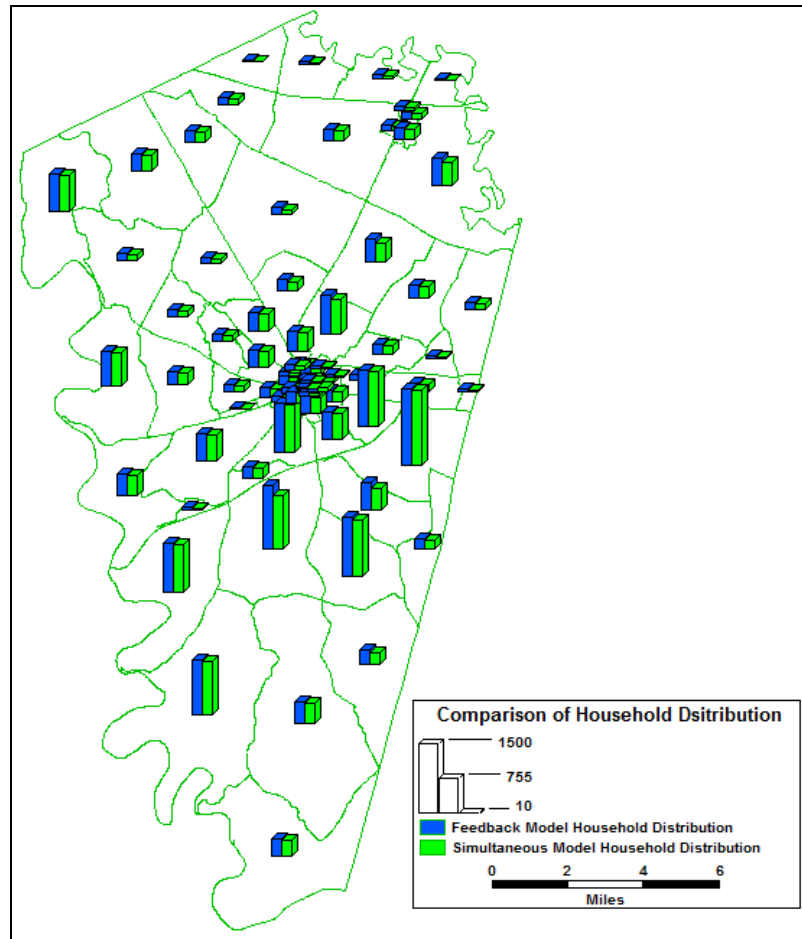 Comparison of Household Dsitribution
1500
755
10
Feedback Model Household Distribution
Simultaneous Model Household Distribution
0 2 4 6
Miles